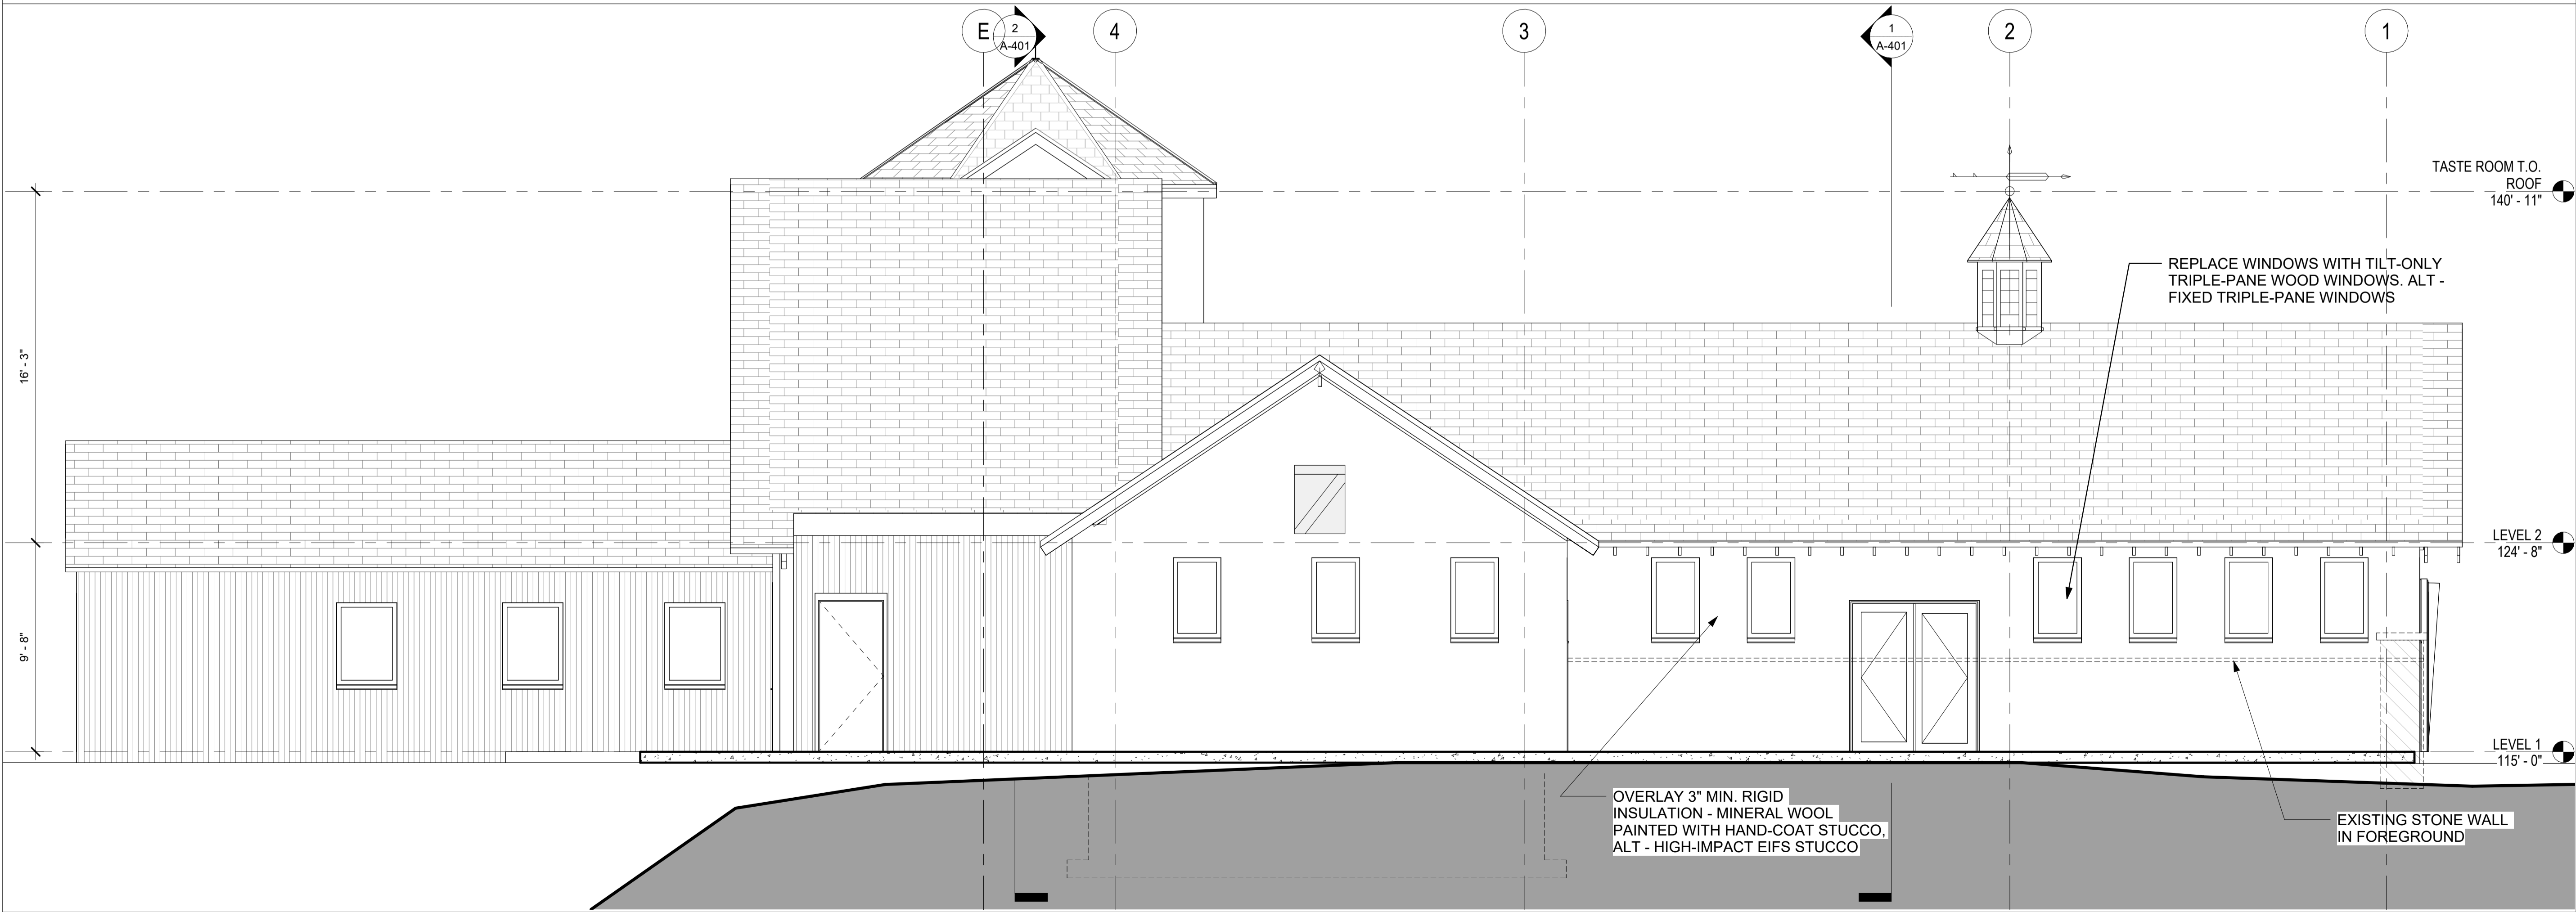 E
2
A-401
4
3
1
A-401
2
1
TASTE ROOM T.O.
ROOF
140' - 11"
REPLACE WINDOWS WITH TILT-ONLY
TRIPLE-PANE WOOD WINDOWS. ALT -
FIXED TRIPLE-PANE WINDOWS
16' - 3"
LEVEL 2
124' - 8"
9' - 8"
LEVEL 1
115' - 0"
OVERLAY 3" MIN. RIGID
INSULATION - MINERAL WOOL
PAINTED WITH HAND-COAT STUCCO,
ALT - HIGH-IMPACT EIFS STUCCO
EXISTING STONE WALL
IN FOREGROUND